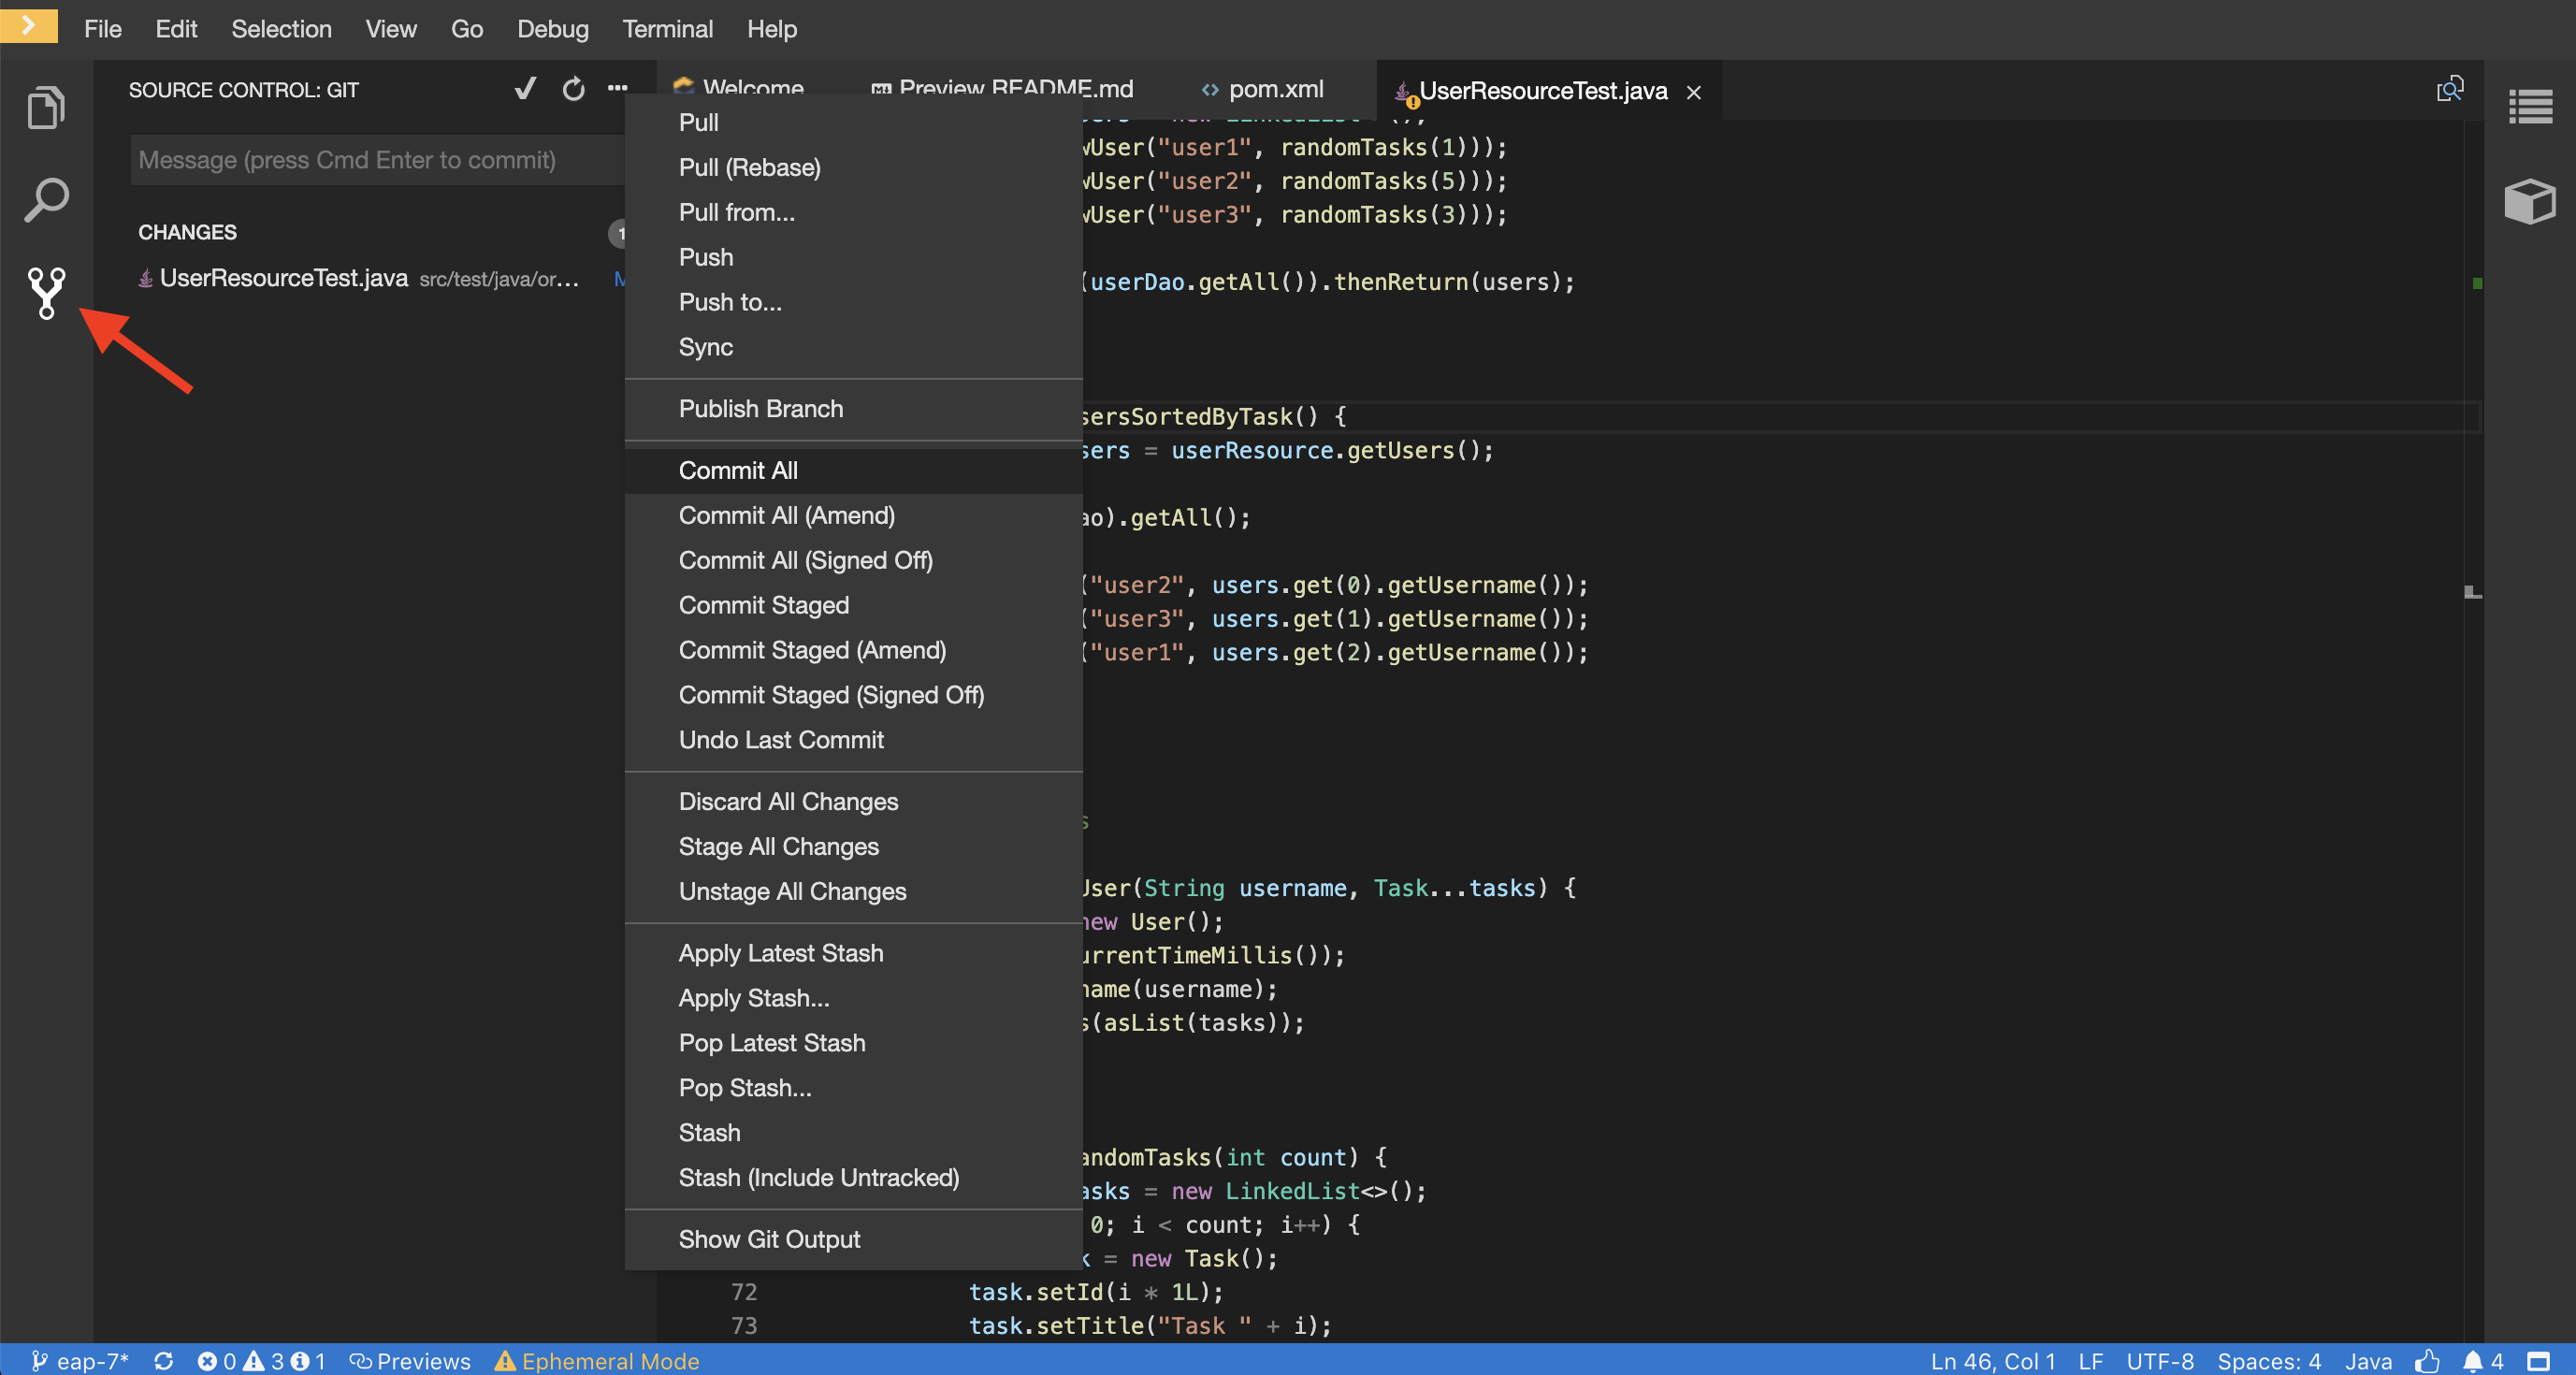 File Edit Selection View Go Debug Terminal Help
SOURCE CONTROL: GIT
Welcome Preview README.md <> pom.xml UserResourceTest.java ×
Message (press Cmd Enter to commit)
CHANGES 1
UserResourceTest.java src/test/java/or... M
Pull
Pull (Rebase)
Pull from...
Push
Push to...
Sync
Publish Branch
Commit All
Commit All (Amend)
Commit All (Signed Off)
Commit Staged
Commit Staged (Amend)
Commit Staged (Signed Off)
Undo Last Commit
Discard All Changes
Stage All Changes
Unstage All Changes
Apply Latest Stash
Apply Stash...
Pop Latest Stash
Pop Stash...
Stash
Stash (Include Untracked)
Show Git Output
wUser("user1", randomTasks(1)));
wUser("user2", randomTasks(5)));
wUser("user3", randomTasks(3)));
(userDao.getAll()).thenReturn(users);
sersSortedByTask() {
sers = userResource.getUsers();
ao).getAll();
("user2", users.get(0).getUsername());
("user3", users.get(1).getUsername());
("user1", users.get(2).getUsername());
s
User(String username, Task...tasks) {
new User();
urrentTimeMillis());
name(username);
s(asList(tasks));
andomTasks(int count) {
asks = new LinkedList<>();
0; i < count; i++) {
k = new Task();
72 task.setId(i * 1L);
73 task.setTitle("Task " + i);
eap-7* 0 3 1 Previews Ephemeral Mode Ln 46, Col 1 LF UTF-8 Spaces: 4 Java 4